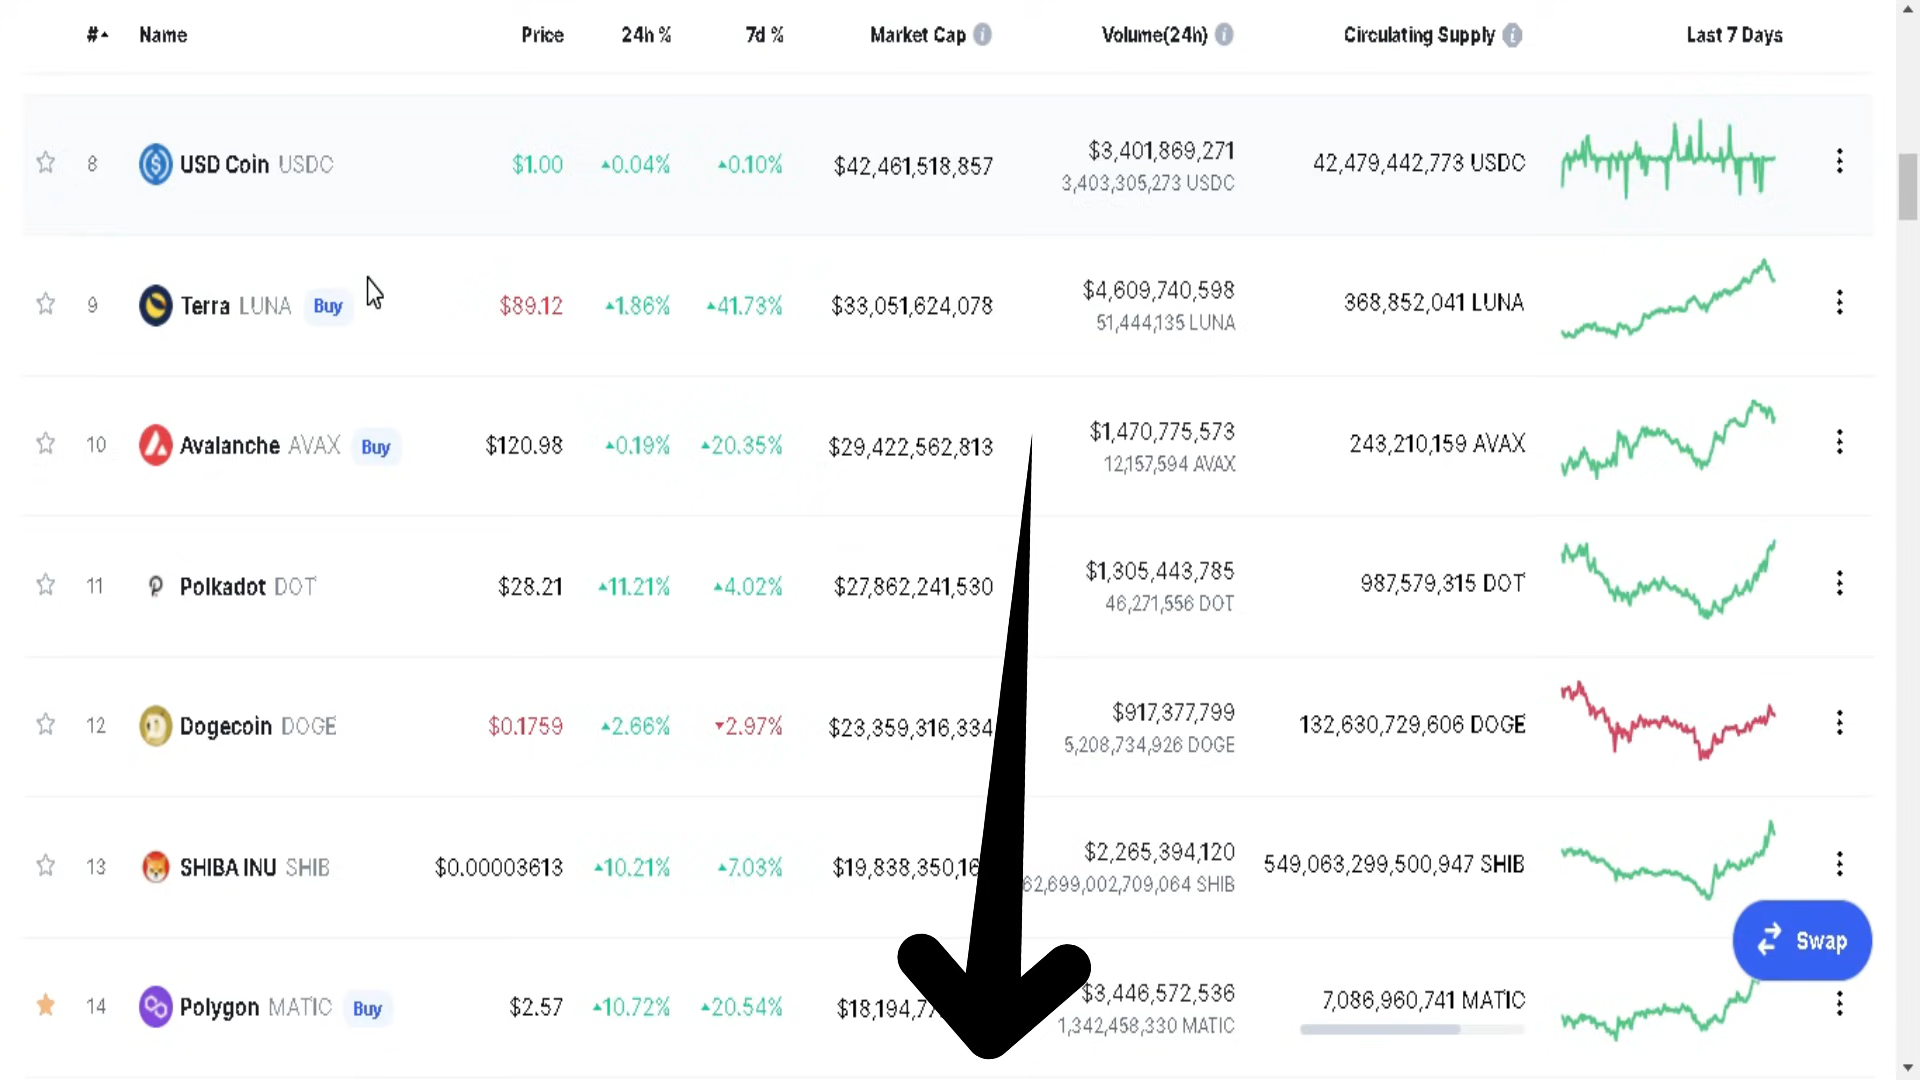 # Name Price 24h % 7d % Market Cap Volume(24h) Circulating Supply Last 7 Days
8 USD Coin USDC $1.00 0.04% 0.10% $42,461,518,857 $3,401,869,271 42,479,442,773 USDC
3,403,305,273 USDC
9 Terra LUNA Buy $89.12 1.86% 41.73% $33,051,624,078 $4,609,740,598 368,852,041 LUNA
51,444,135 LUNA
10 Avalanche AVAX Buy $120.98 0.19% 20.35% $29,422,562,813 $1,470,775,573 243,210,159 AVAX
12,157,594 AVAX
11 Polkadot DOT $28.21 11.21% 4.02% $27,862,241,530 $1,305,443,785 987,579,315 DOT
46,271,556 DOT
12 Dogecoin DOGE $0.1759 2.66% 2.97% $23,359,316,334 $917,377,799 132,630,729,606 DOGE
5,208,734,926 DOGE
13 SHIBA INU SHIB $0.00003613 10.21% 7.03% $2,265,394,120 549,063,299,500,947 SHIB
62,699,002,709,064 SHIB
Swap
14 Polygon MATIC Buy $2.57 10.72% 20.54% $3,446,572,536 7,086,960,741 MATIC
1,342,458,330 MATIC